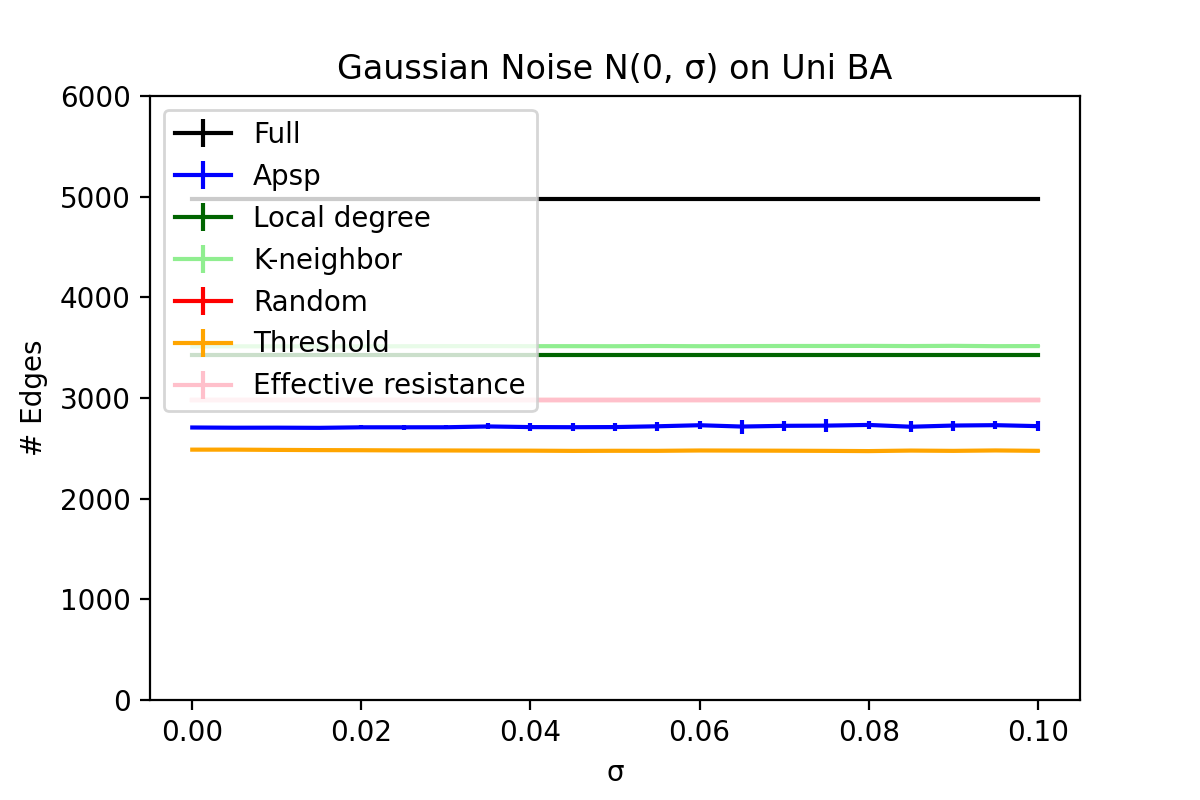 Gaussian Noise N(0, σ) on Uni BA
6000
5000
4000
3000
2000
1000
0
# Edges
Full
Apsp
Local degree
K-neighbor
Random
Threshold
Effective resistance
0.00 0.02 0.04 0.06 0.08 0.10
σ